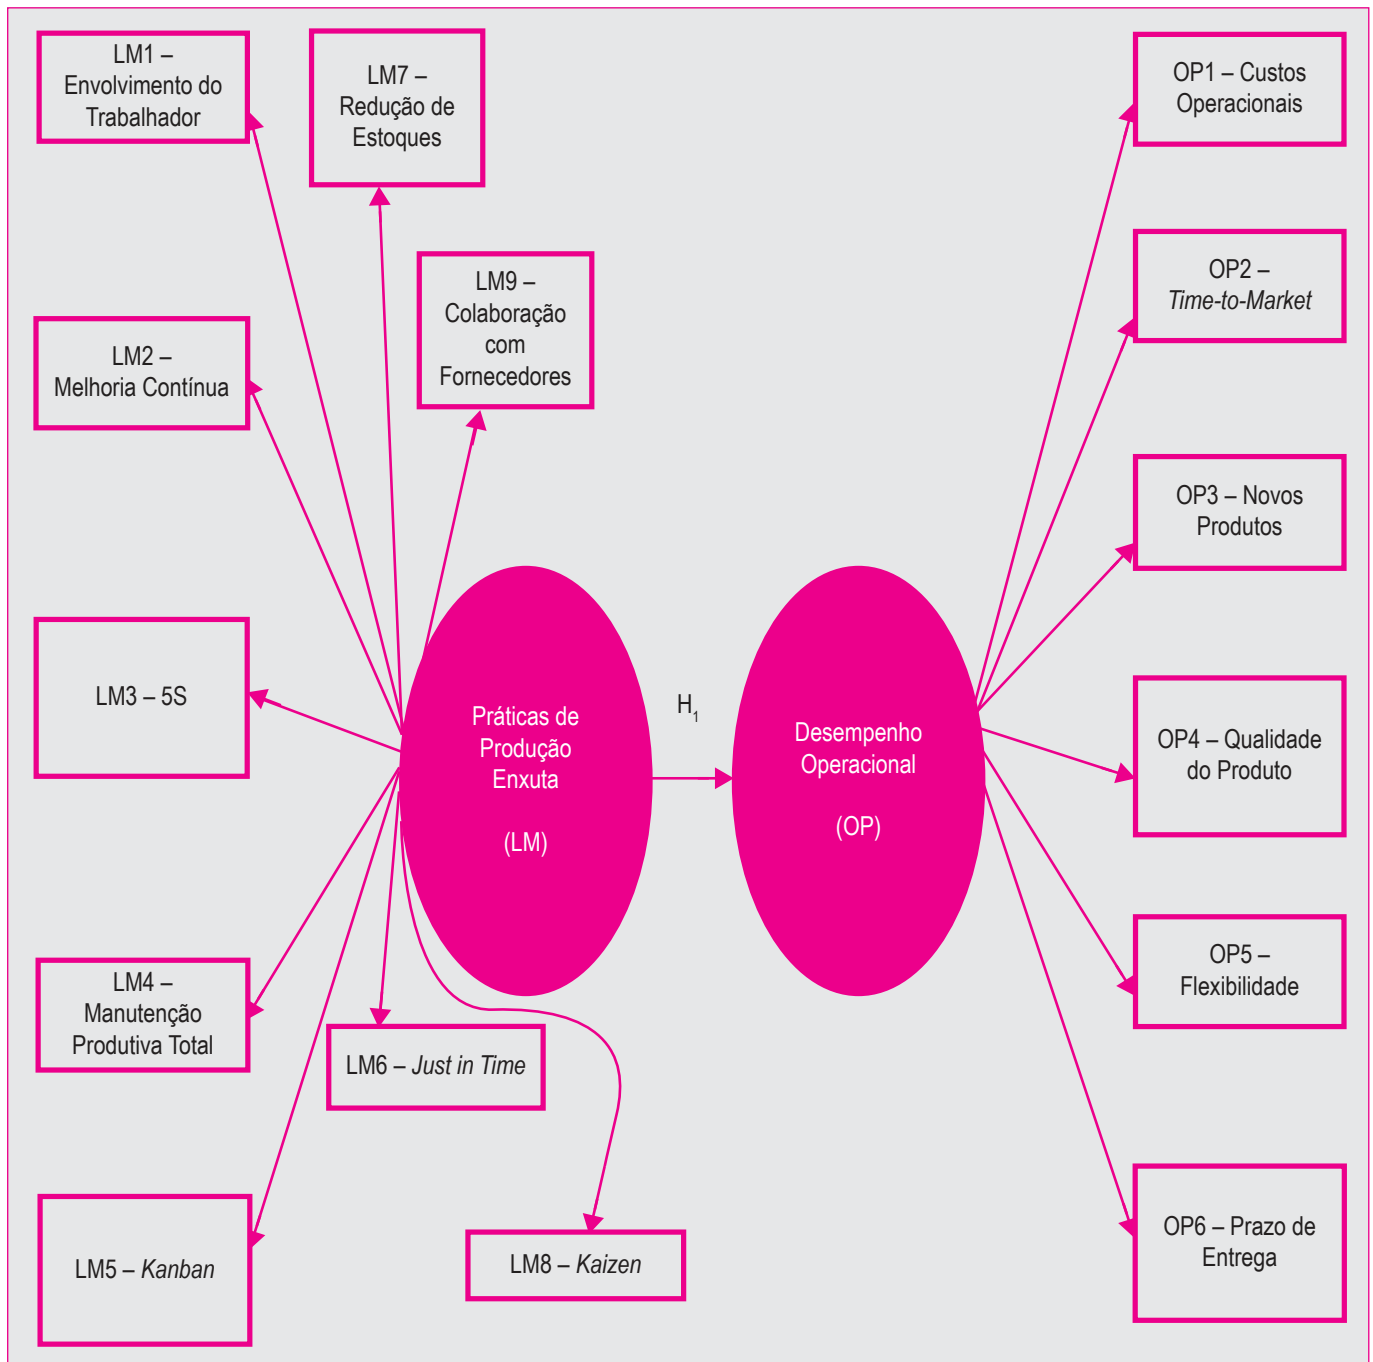 LM1 –
Envolvimento do
Trabalhador
LM7 –
Redução de
Estoques
LM9 –
Colaboração
com
Fornecedores
LM2 –
Melhoria Contínua
LM3 – 5S
LM4 –
Manutenção
Produtiva Total
LM5 – Kanban
LM6 – Just in Time
LM8 – Kaizen
Práticas de
Produção
Enxuta
(LM)
H1
Desempenho
Operacional
(OP)
OP1 – Custos
Operacionais
OP2 –
Time-to-Market
OP3 – Novos
Produtos
OP4 – Qualidade
do Produto
OP5 –
Flexibilidade
OP6 – Prazo de
Entrega